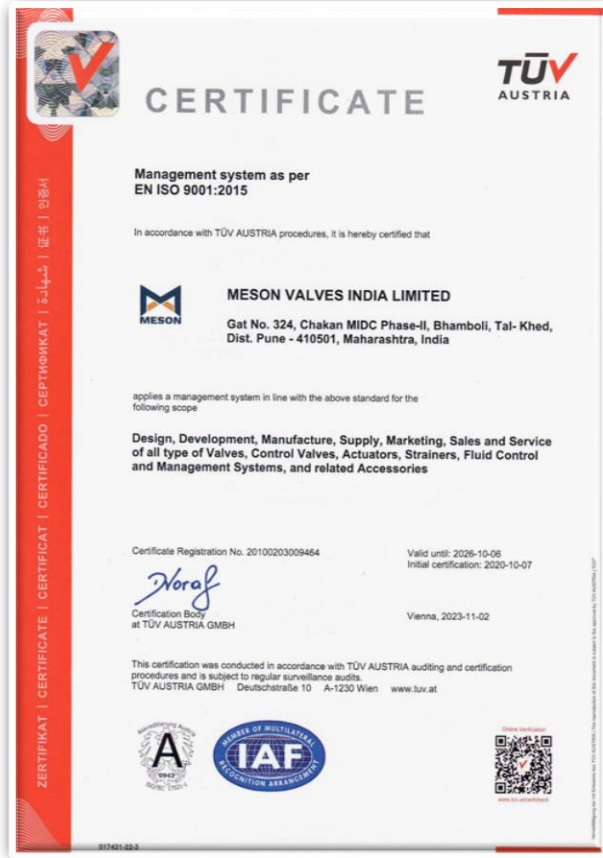 CERTIFICATE
TÜV
AUSTRIA
Management system as per
EN ISO 9001:2015
In accordance with TÜV AUSTRIA procedures, it is hereby certified that
MESON
MESON VALVES INDIA LIMITED
Gat No. 324, Chakan MIDC Phase-II, Bhamboli, Tal- Khed,
Dist. Pune - 410501, Maharashtra, India
applies a management system in line with the above standard for the
following scope
Design, Development, Manufacture, Supply, Marketing, Sales and Service
of all type of Valves, Control Valves, Actuators, Strainers, Fluid Control
and Management Systems, and related Accessories
Certificate Registration No. 20100203009464
Valid until: 2026-10-06
Initial certification: 2020-10-07
Certification Body
at TÜV AUSTRIA GMBH
Vienna, 2023-11-02
This certification was conducted in accordance with TÜV AUSTRIA auditing and certification
procedures and is subject to regular surveillance audits.
TÜV AUSTRIA GMBH Deutschstraße 10 A-1230 Wien www.tuv.at
A
0943
MEMBER OF MULTILATERAL
IAF
RECOGNITION ARRANGEMENT
Online Verification
ZERTIFIKAT | CERTIFICATE | CERTIFICAT | CERTIFICADO | СЕРТИФИКАТ | شهادة | 证书 | 인증서
017431-22-3